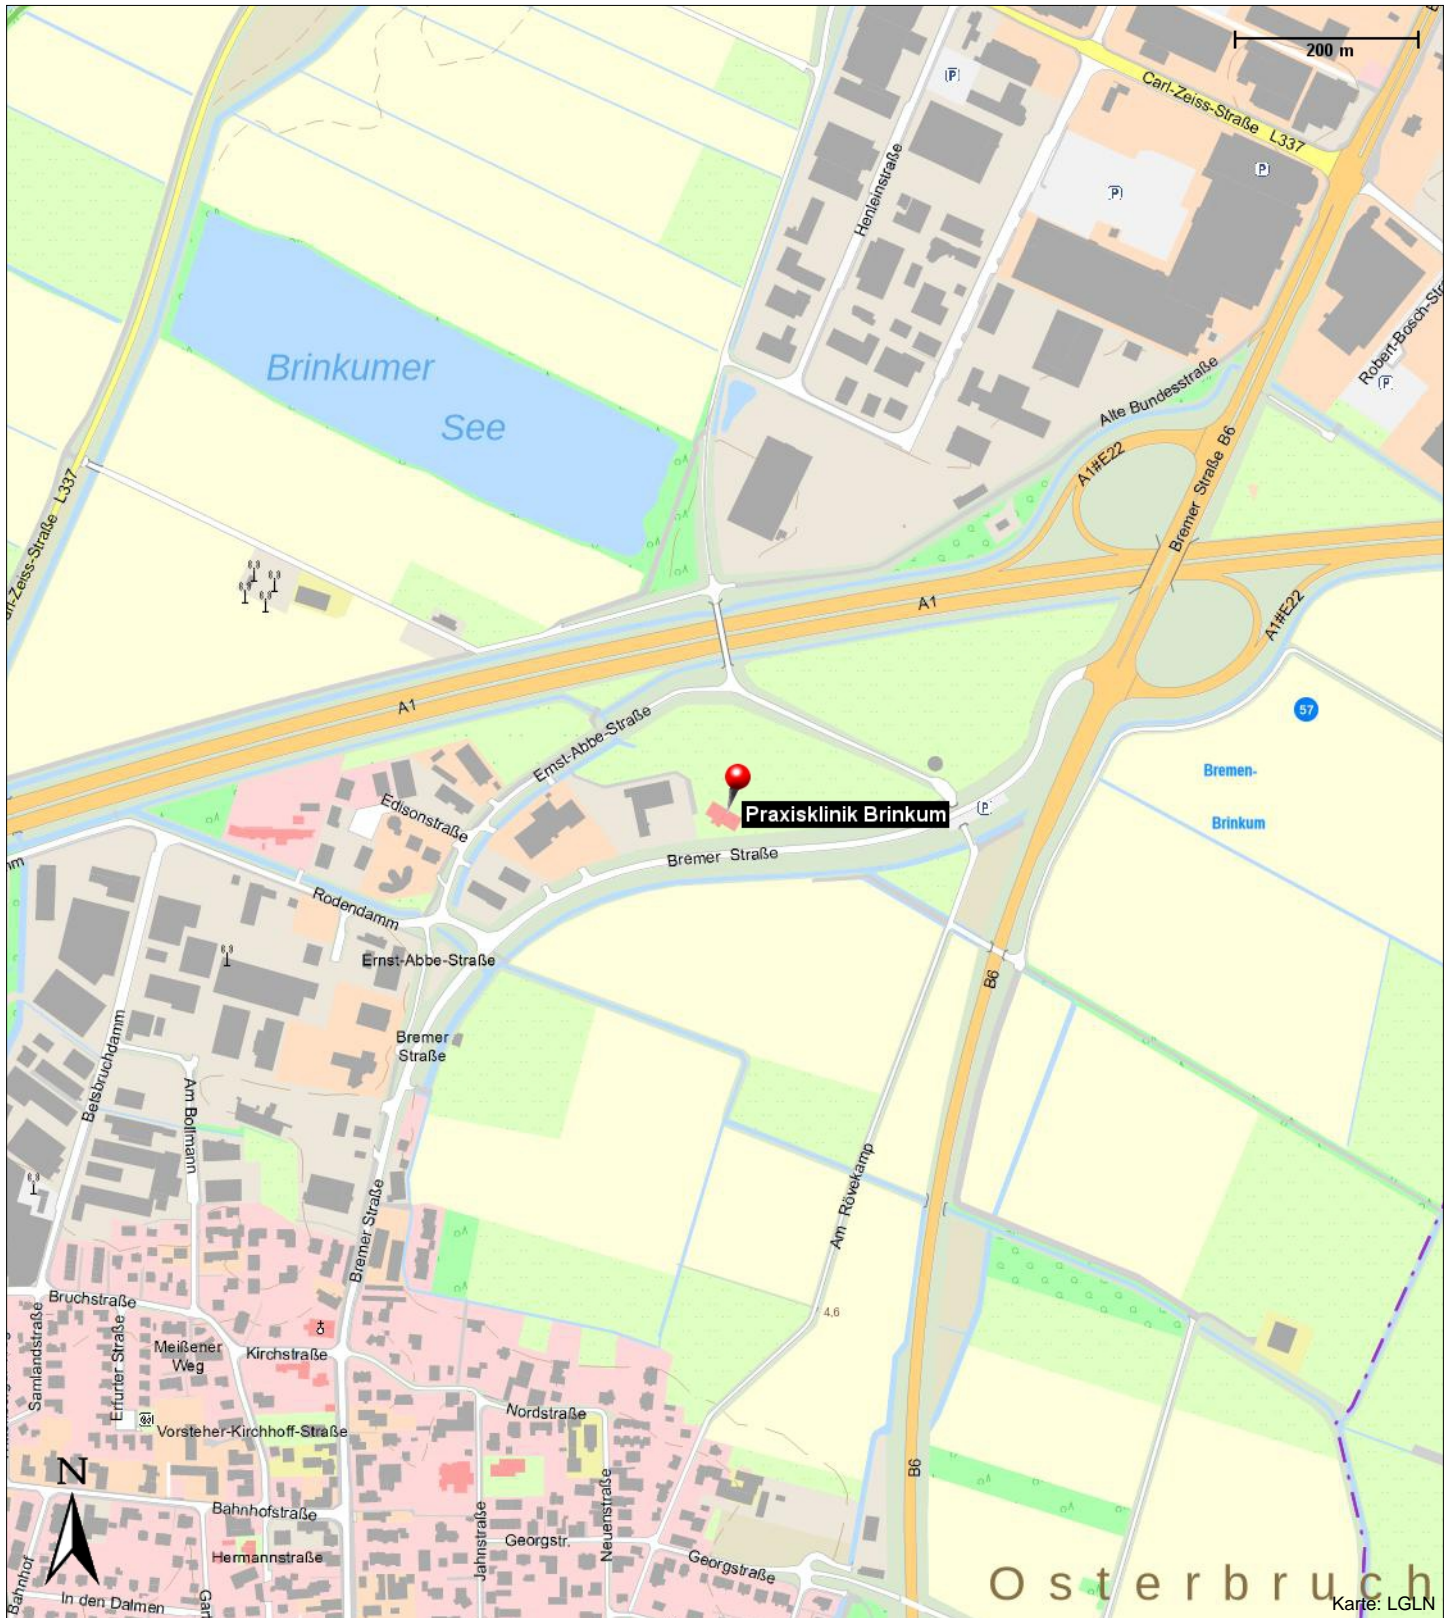 200 m
P
Carl-Zeiss-Straße L337
P
P
Henleinstraße
Brinkumer
See
Robert-Bosch-Str
P
Alte Bundesstraße
Bremer Straße B6
A1#E22
L337
A1
A1#E22
A1
57
Ernst-Abbe-Straße
Bremen-
Brinkum
Praxisklinik Brinkum
P
Edisonstraße
Bremer Straße
Rodendamm
Ernst-Abbe-Straße
B6
Bremer
Straße
Betsbruchdamm
Am Bollmann
Am Rövekamp
Bremer Straße
Bruchstraße
4.6
Samlandstraße
Erfurter Straße
Meißener
Weg
Kirchstraße
Nordstraße
Vorsteher-Kirchhoff-Straße
N
B6
Bahnhofstraße
Jahnstraße
Neuenstraße
Georgstr.
Hermannstraße
Georgstraße
Bahnhof
In den Dalmen
Gart
Osterbruch
Karte: LGLN